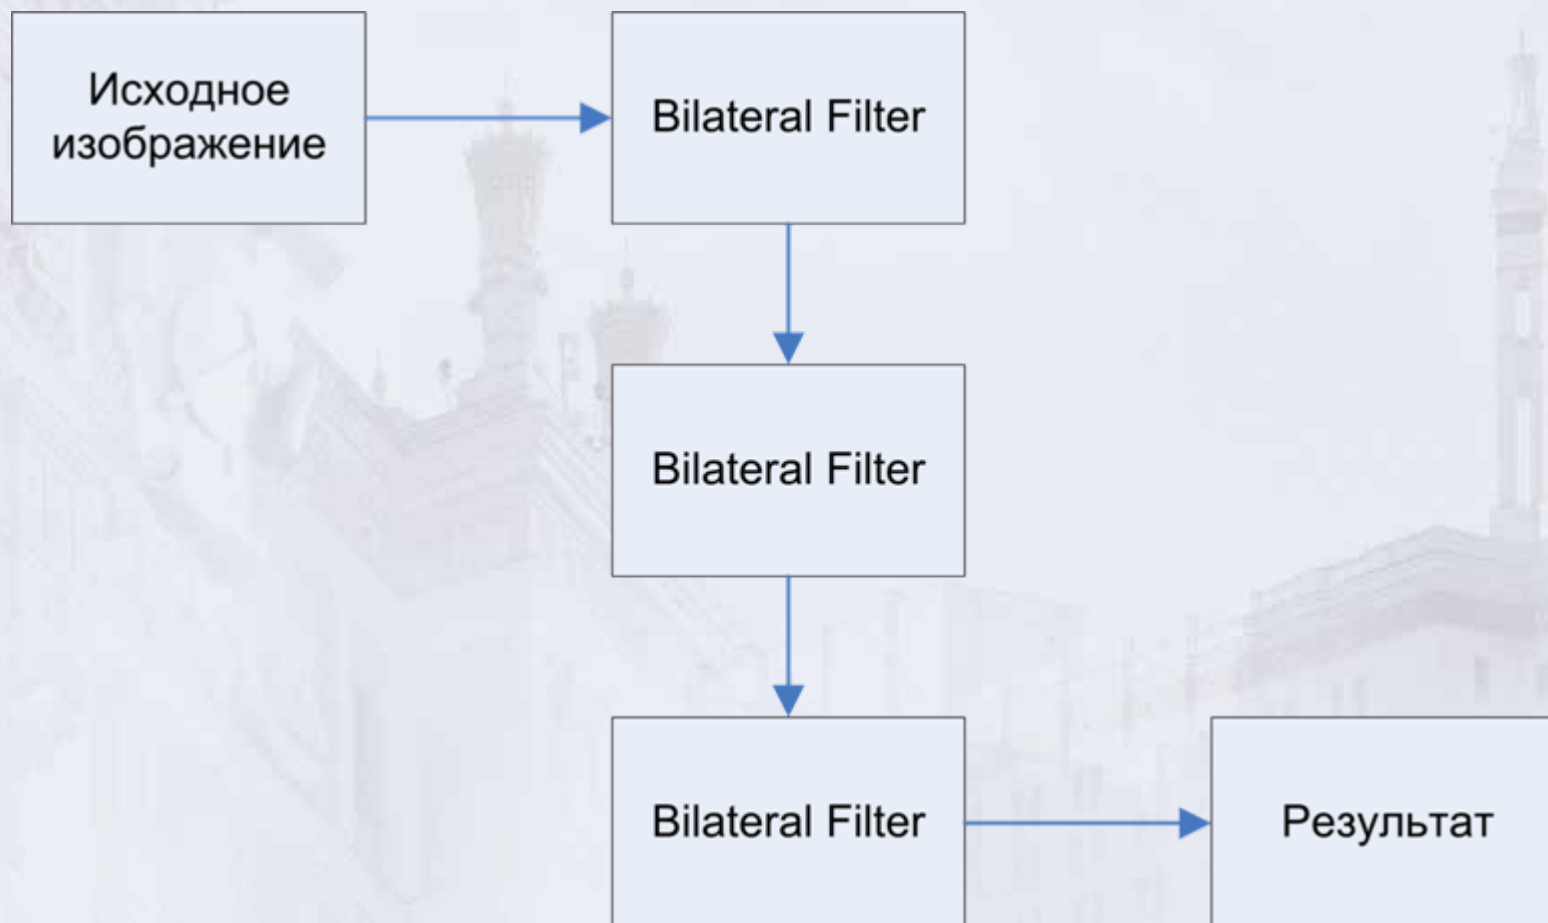 Исходное
изображение
Bilateral Filter
Bilateral Filter
Bilateral Filter
Результат